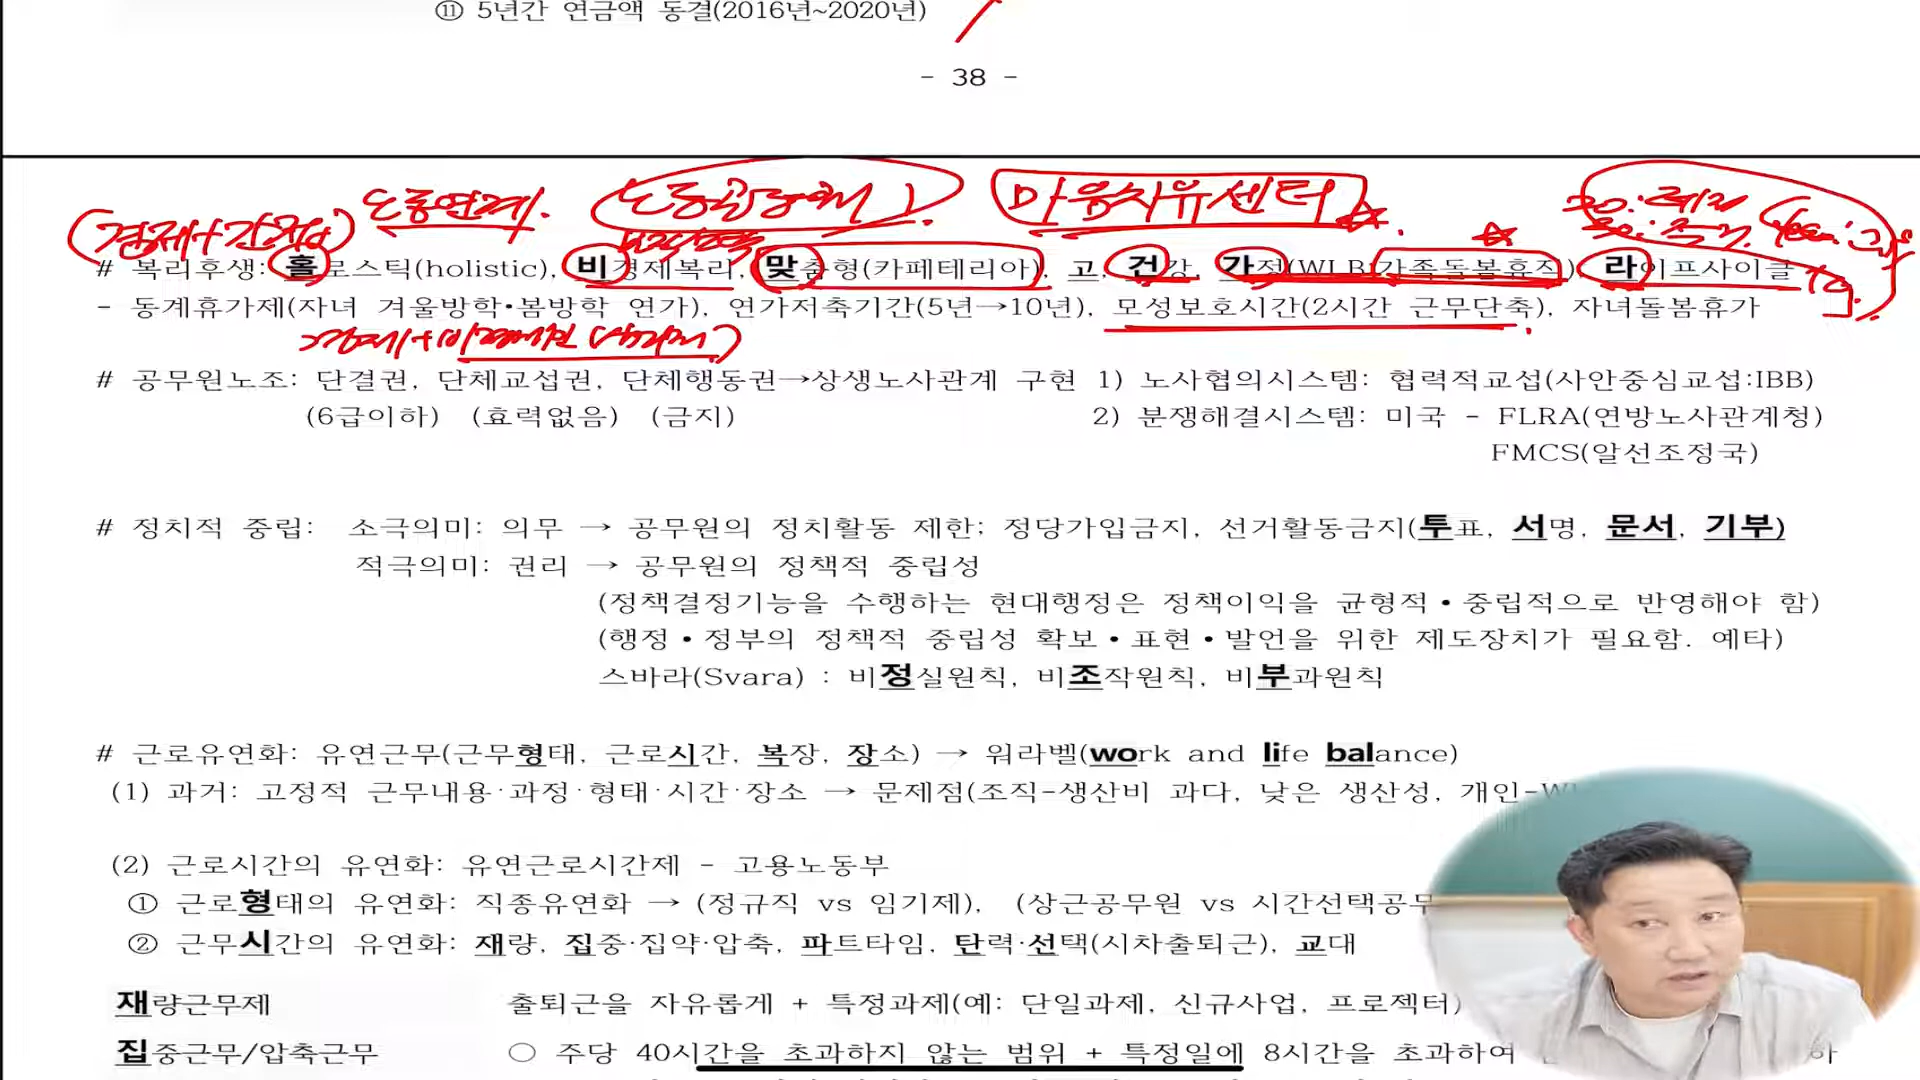 ⑪ 5년간 연금액 동결(2016년~2020년)
- 38 -
마음치유센터
# 복리후생: 홀로스틱(holistic), 비경제복리, 맞춤형(카페테리아), 고, 건강, 가정(WLB:가족돌봄휴직), 라이프사이클
- 동계휴가제(자녀 겨울방학•봄방학 연가), 연가저축기간(5년→10년), 모성보호시간(2시간 근무단축), 자녀돌봄휴가
# 공무원노조: 단결권, 단체교섭권, 단체행동권→상생노사관계 구현 1) 노사협의시스템: 협력적교섭(사안중심교섭:IBB)
(6급이하) (효력없음) (금지) 2) 분쟁해결시스템: 미국 - FLRA(연방노사관계청)
FMCS(알선조정국)
# 정치적 중립: 소극의미: 의무 → 공무원의 정치활동 제한; 정당가입금지, 선거활동금지(투표, 서명, 문서, 기부)
적극의미: 권리 → 공무원의 정책적 중립성
(정책결정기능을 수행하는 현대행정은 정책이익을 균형적•중립적으로 반영해야 함)
(행정•정부의 정책적 중립성 확보•표현•발언을 위한 제도장치가 필요함. 예타)
스바라(Svara) : 비정실원칙, 비조작원칙, 비부과원칙
# 근로유연화: 유연근무(근무형태, 근로시간, 복장, 장소) → 워라벨(work and life balance)
(1) 과거: 고정적 근무내용·과정·형태·시간·장소 → 문제점(조직-생산비 과다, 낮은 생산성, 개인-
(2) 근로시간의 유연화: 유연근로시간제 - 고용노동부
① 근로형태의 유연화: 직종유연화 → (정규직 vs 임기제), (상근공무원 vs 시간선택공무
② 근무시간의 유연화: 재량, 집중·집약·압축, 파트타임, 탄력·선택(시차출퇴근), 교대
재량근무제 출퇴근을 자유롭게 + 특정과제(예: 단일과제, 신규사업, 프로젝터)
집중근무/압축근무 ○ 주당 40시간을 초과하지 않는 범위 + 특정일에 8시간을 초과하여